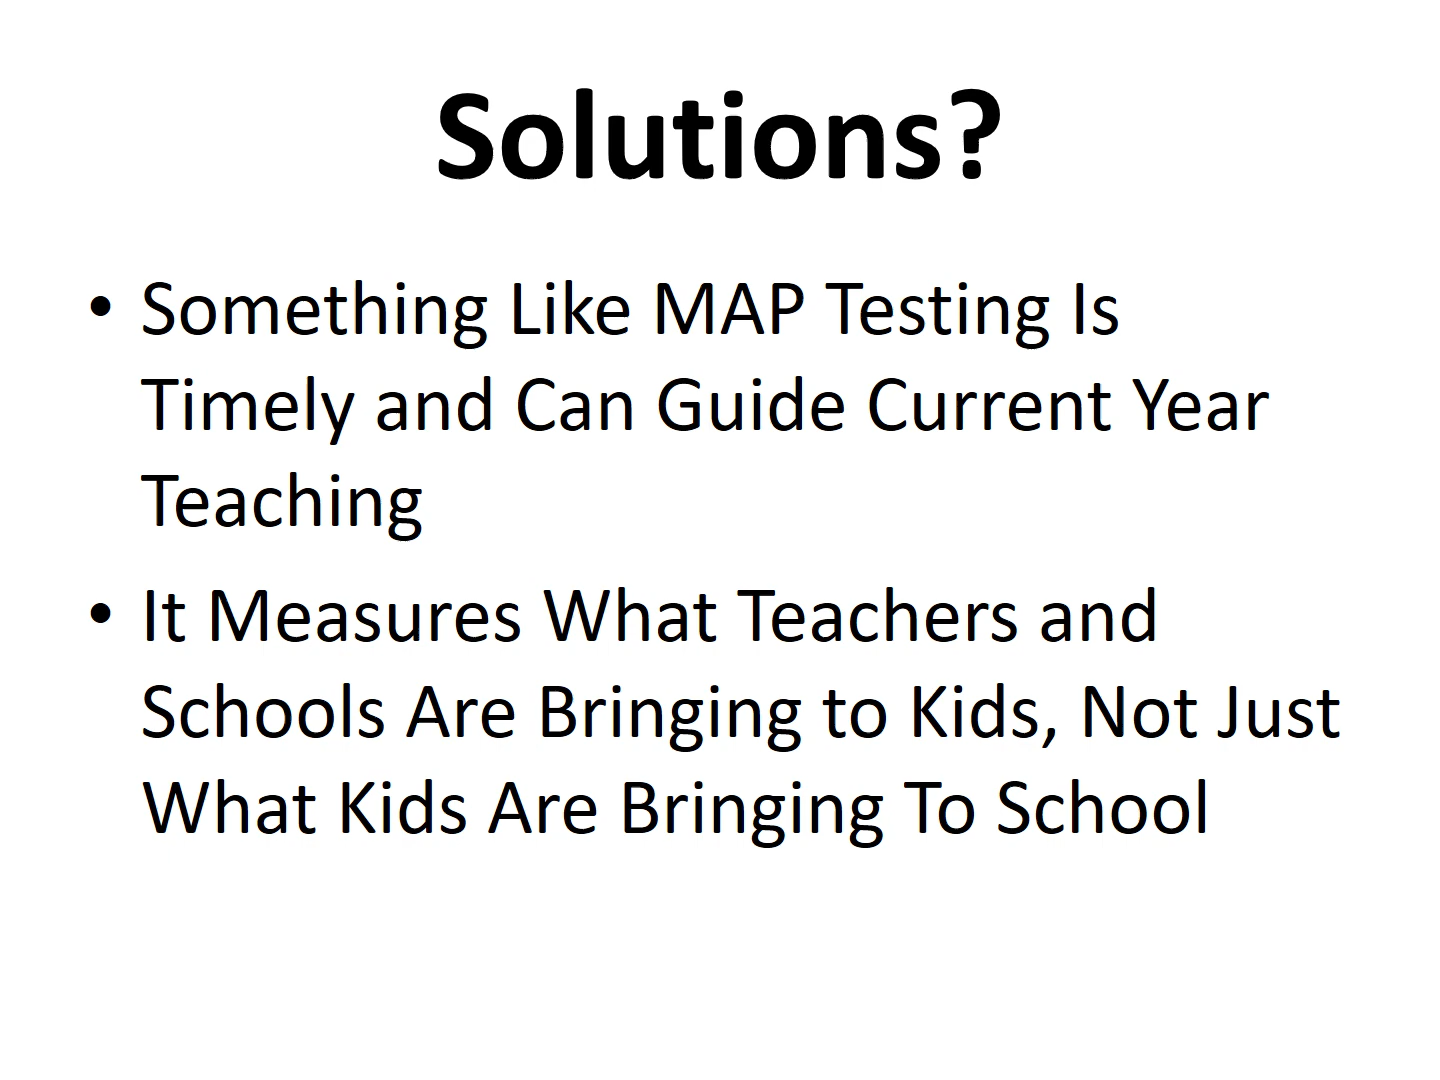 Solutions?
• Something Like MAP Testing Is
Timely and Can Guide Current Year
Teaching
• It Measures What Teachers and
Schools Are Bringing to Kids, Not Just
What Kids Are Bringing To School